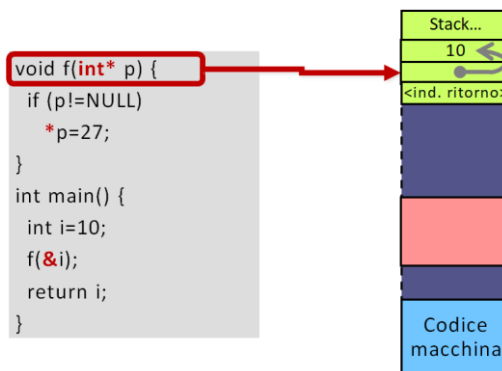 void f(int* p) {
if (p!=NULL)
*p=27;
}
int main() {
int i=10;
f(&i);
return i;
}
Stack...
10
<ind. ritorno>
Codice
macchina